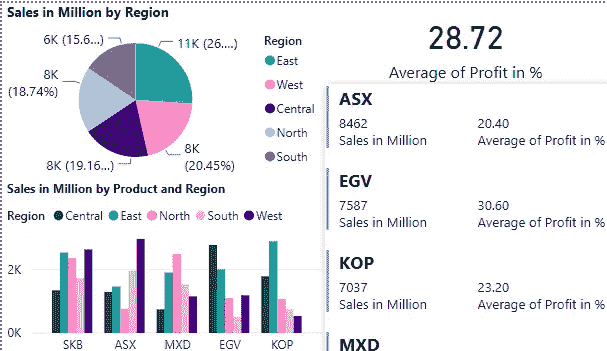 Sales in Million by Region
6K (15.6...)
11K (26....)
8K
(18.74%)
8K (19.16...)
8K
(20.45%)
Region
East
West
Central
North
South
28.72
Average of Profit in %
ASX
8462 20.40
Sales in Million Average of Profit in %
EGV
7587 30.60
Sales in Million Average of Profit in %
KOP
7037 23.20
Sales in Million Average of Profit in %
MXD
Sales in Million by Product and Region
Region Central East North South West
2K
0K
SKB ASX MXD EGV KOP